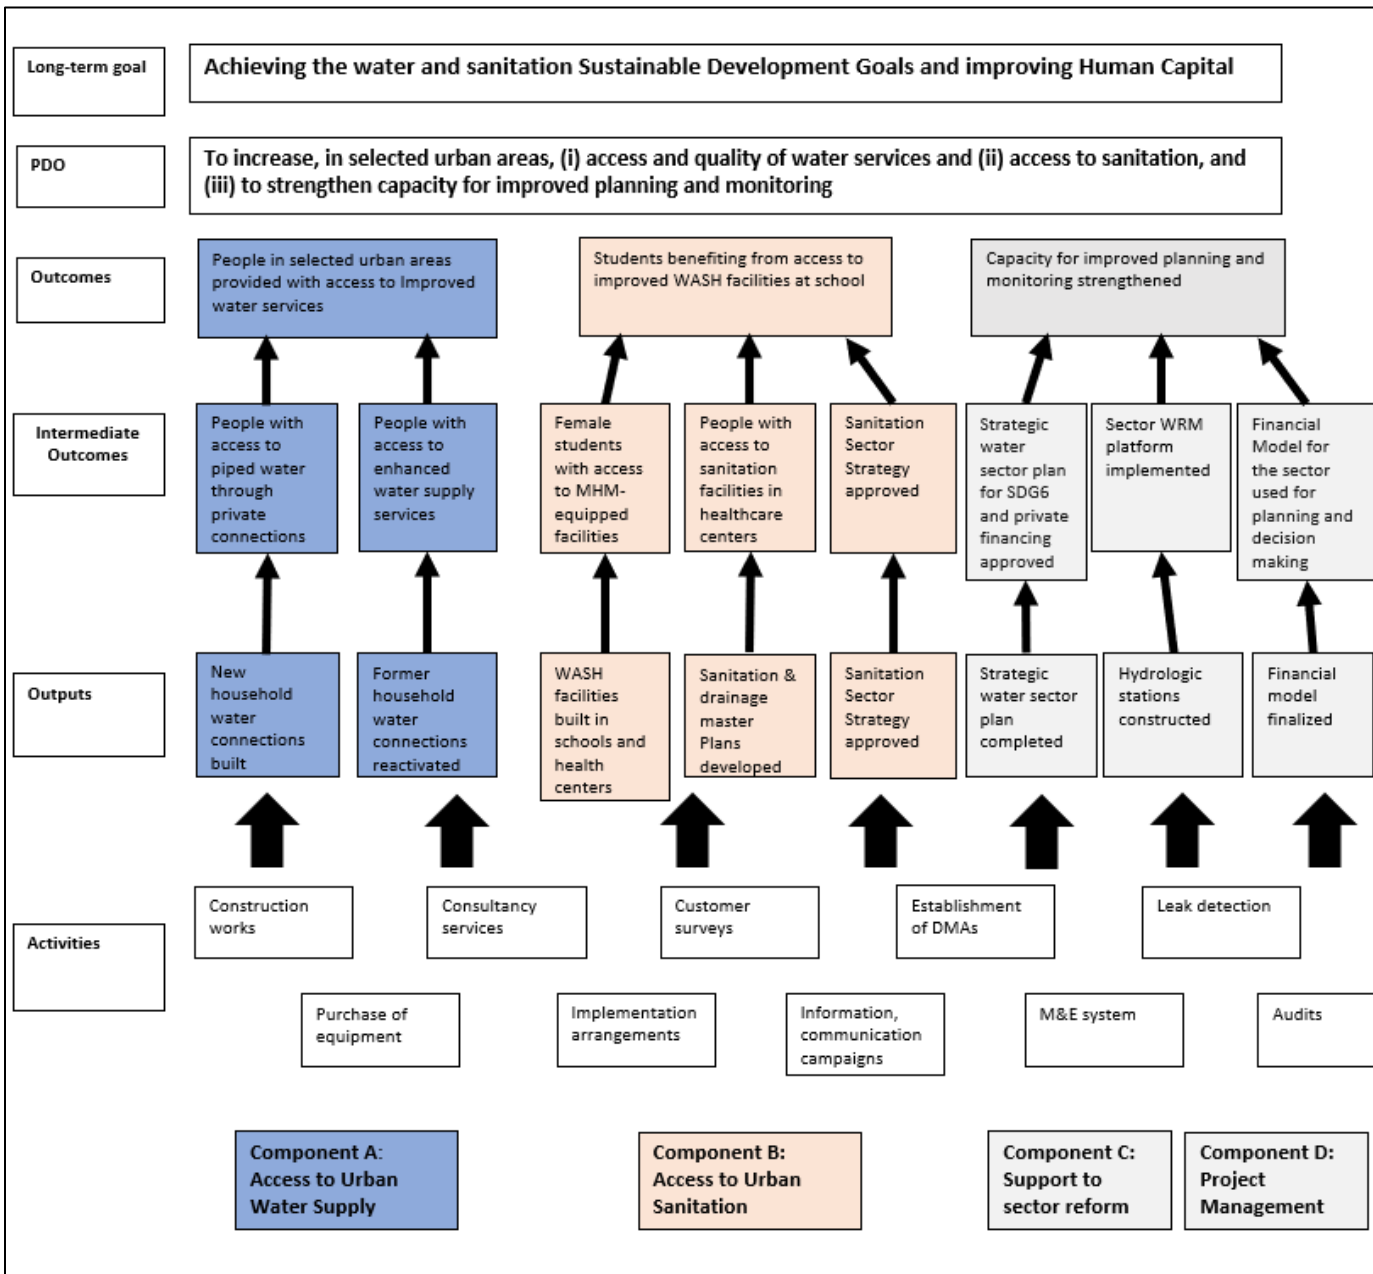 Long-term goal
Achieving the water and sanitation Sustainable Development Goals and improving Human Capital
PDO
To increase, in selected urban areas, (i) access and quality of water services and (ii) access to sanitation, and
(iii) to strengthen capacity for improved planning and monitoring
Outcomes
People in selected urban areas
provided with access to Improved
water services
Students benefiting from access to
improved WASH facilities at school
Capacity for improved planning and
monitoring strengthened
Intermediate
Outcomes
People with
access to
piped water
through
private
connections
People with
access to
enhanced
water supply
services
Female
students
with access
to MHM-
equipped
facilities
People with
access to
sanitation
facilities in
healthcare
centers
Sanitation
Sector
Strategy
approved
Strategic
water
sector plan
for SDG6
and private
financing
approved
Sector WRM
platform
implemented
Financial
Model for
the sector
used for
planning and
decision
making
Outputs
New
household
water
connections
built
Former
household
water
connections
reactivated
WASH
facilities
built in
schools and
health
centers
Sanitation &
drainage
master
Plans
developed
Sanitation
Sector
Strategy
approved
Strategic
water sector
plan
completed
Hydrologic
stations
constructed
Financial
model
finalized
Activities
Construction
works
Consultancy
services
Customer
surveys
Establishment
of DMAs
Leak detection
Purchase of
equipment
Implementation
arrangements
Information,
communication
campaigns
M&E system
Audits
Component A:
Access to Urban
Water Supply
Component B:
Access to Urban
Sanitation
Component C:
Support to
sector reform
Component D:
Project
Management